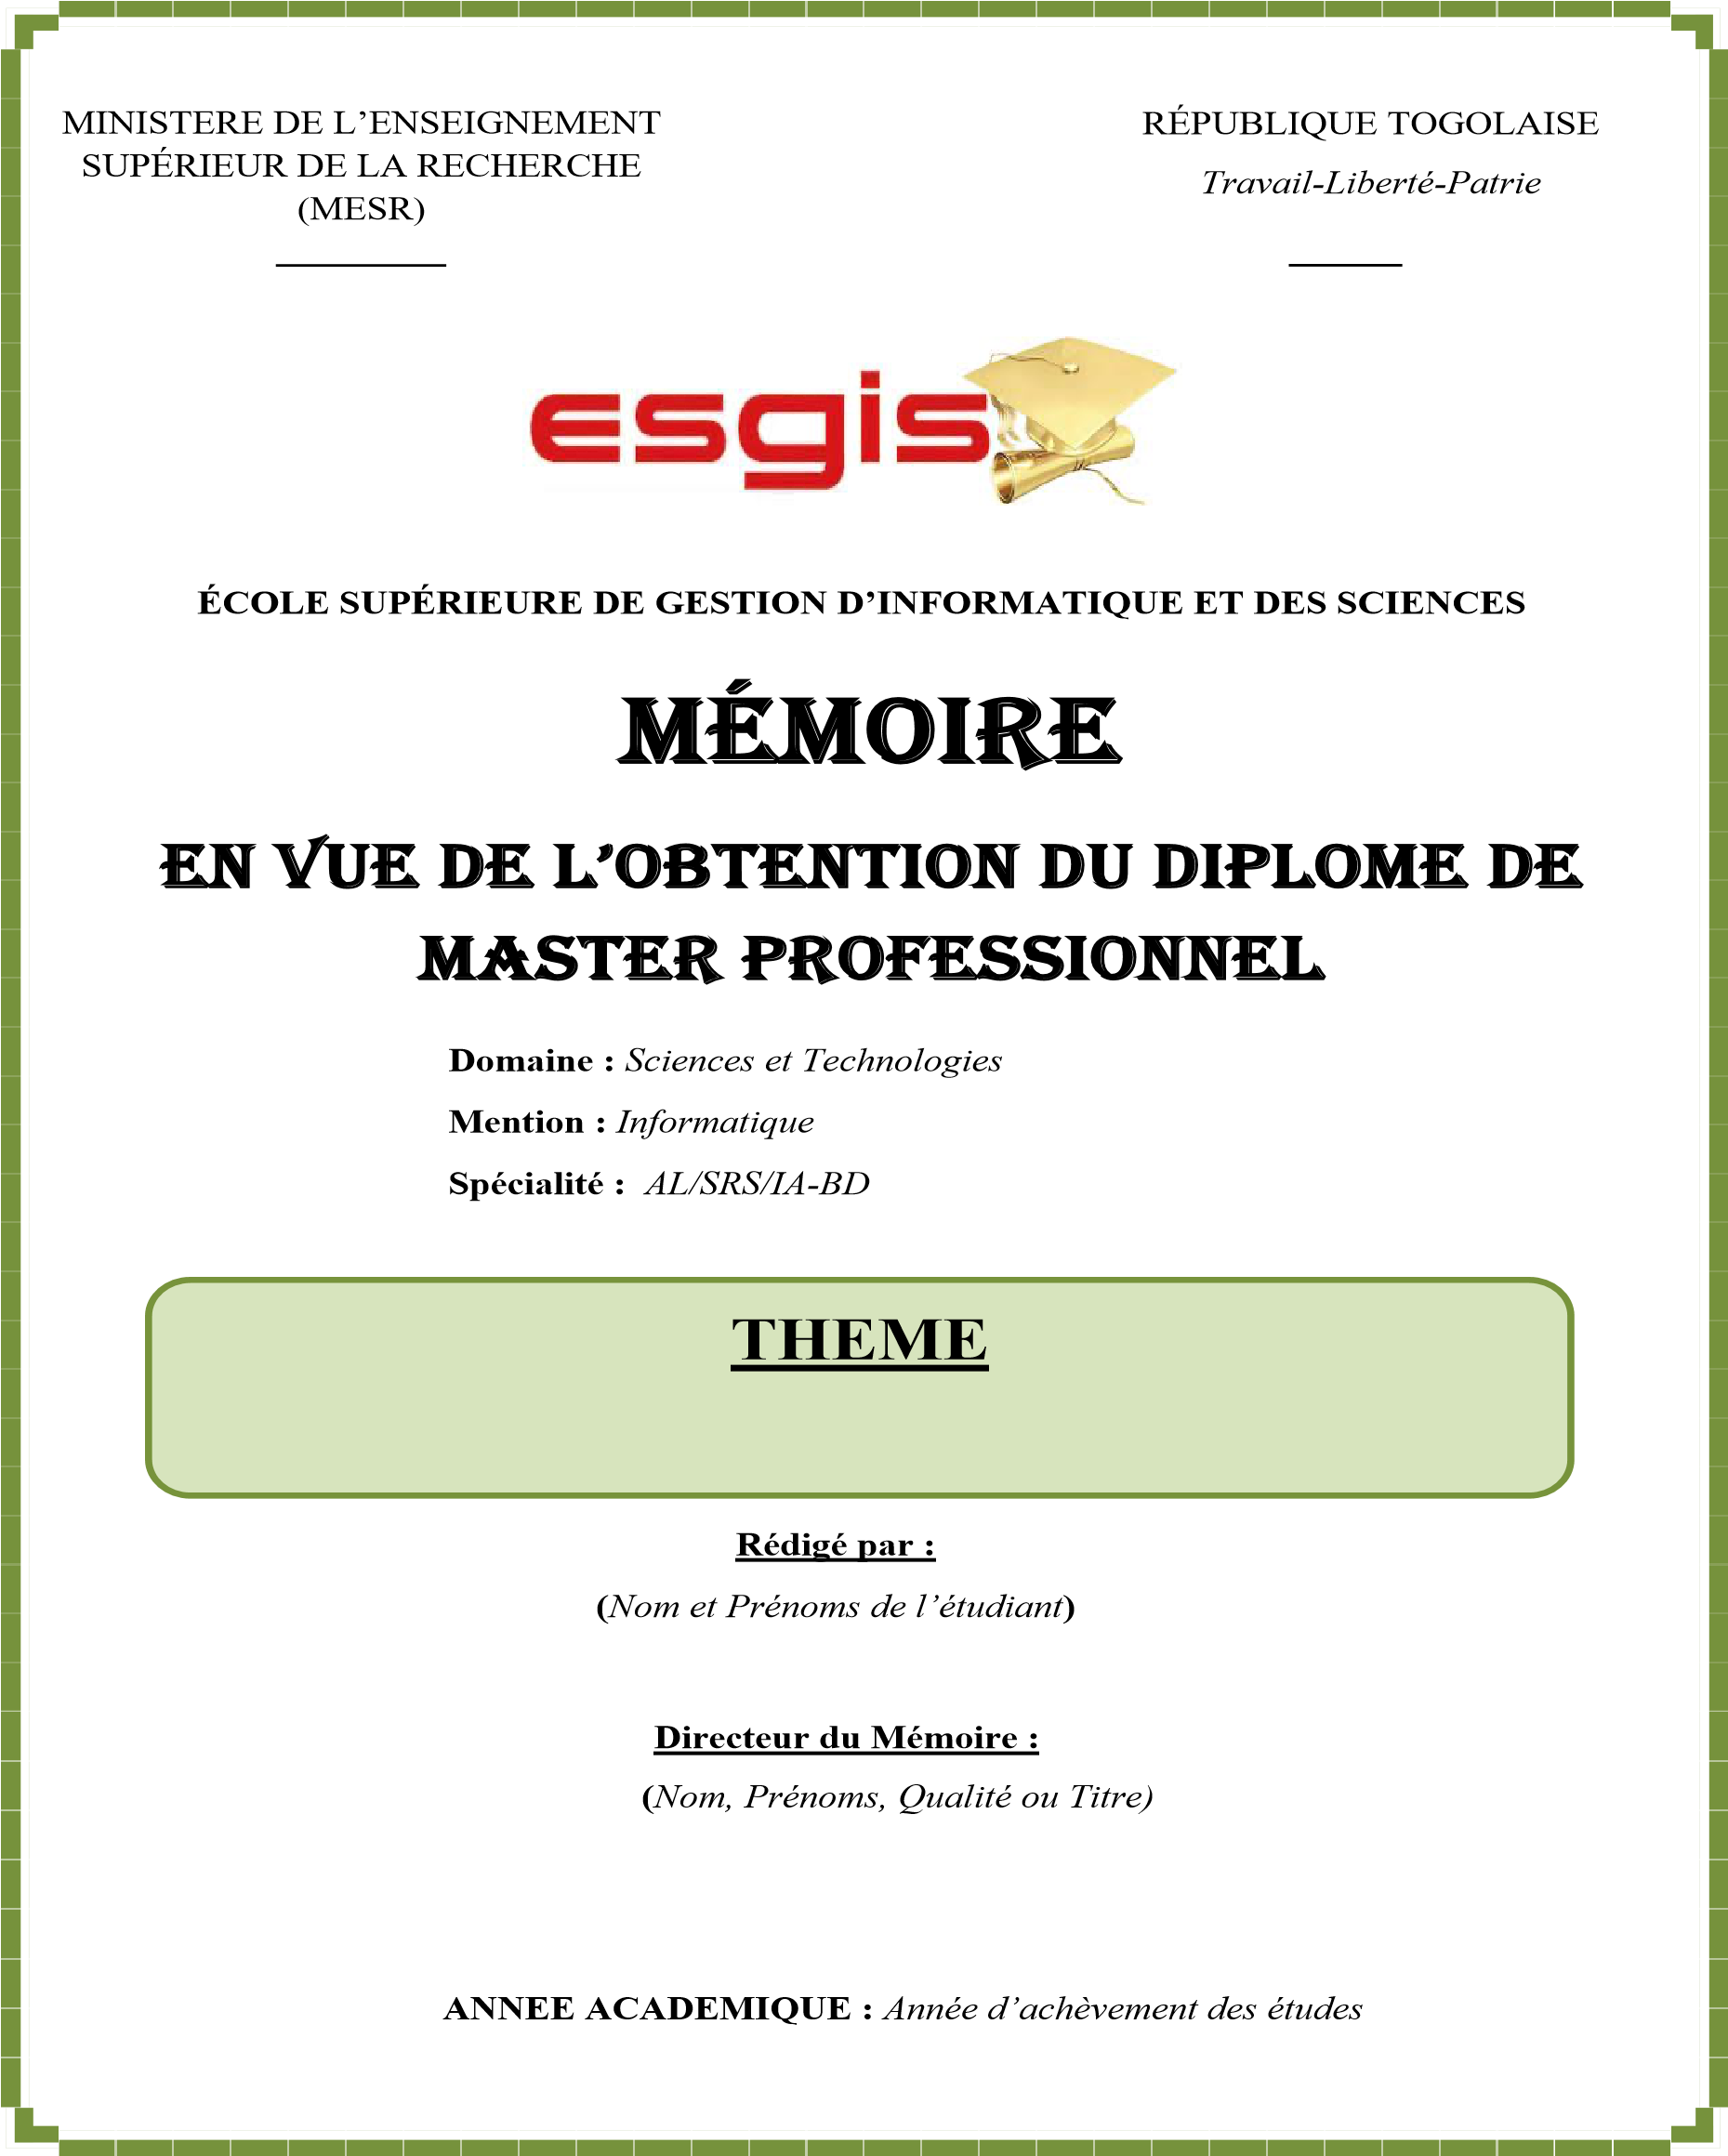 MINISTERE DE L’ENSEIGNEMENT
SUPÉRIEUR DE LA RECHERCHE
(MESR)
RÉPUBLIQUE TOGOLAISE
Travail-Liberté-Patrie
esgis
ÉCOLE SUPÉRIEURE DE GESTION D’INFORMATIQUE ET DES SCIENCES
MÉMOIRE
EN VUE DE L’OBTENTION DU DIPLOME DE
MASTER PROFESSIONNEL
Domaine : Sciences et Technologies
Mention : Informatique
Spécialité : AL/SRS/IA-BD
THEME
Rédigé par :
(Nom et Prénoms de l’étudiant)
Directeur du Mémoire :
(Nom, Prénoms, Qualité ou Titre)
ANNEE ACADEMIQUE : Année d’achèvement des études